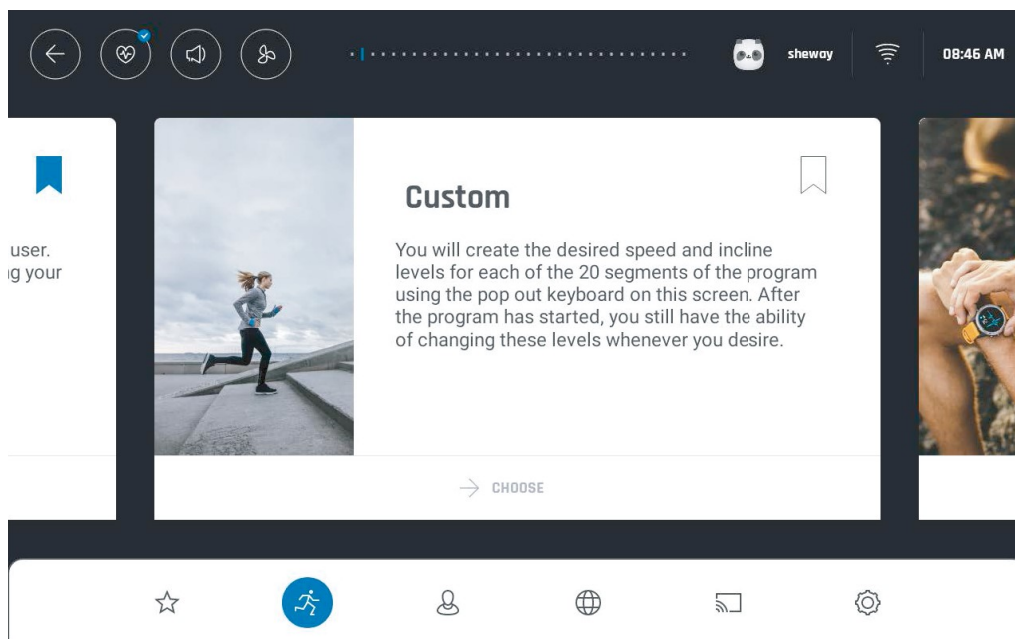 sheway
08:46 AM
user.
ng your
Custom
You will create the desired speed and incline
levels for each of the 20 segments of the program
using the pop out keyboard on this screen. After
the program has started, you still have the ability
of changing these levels whenever you desire.
CHOOSE